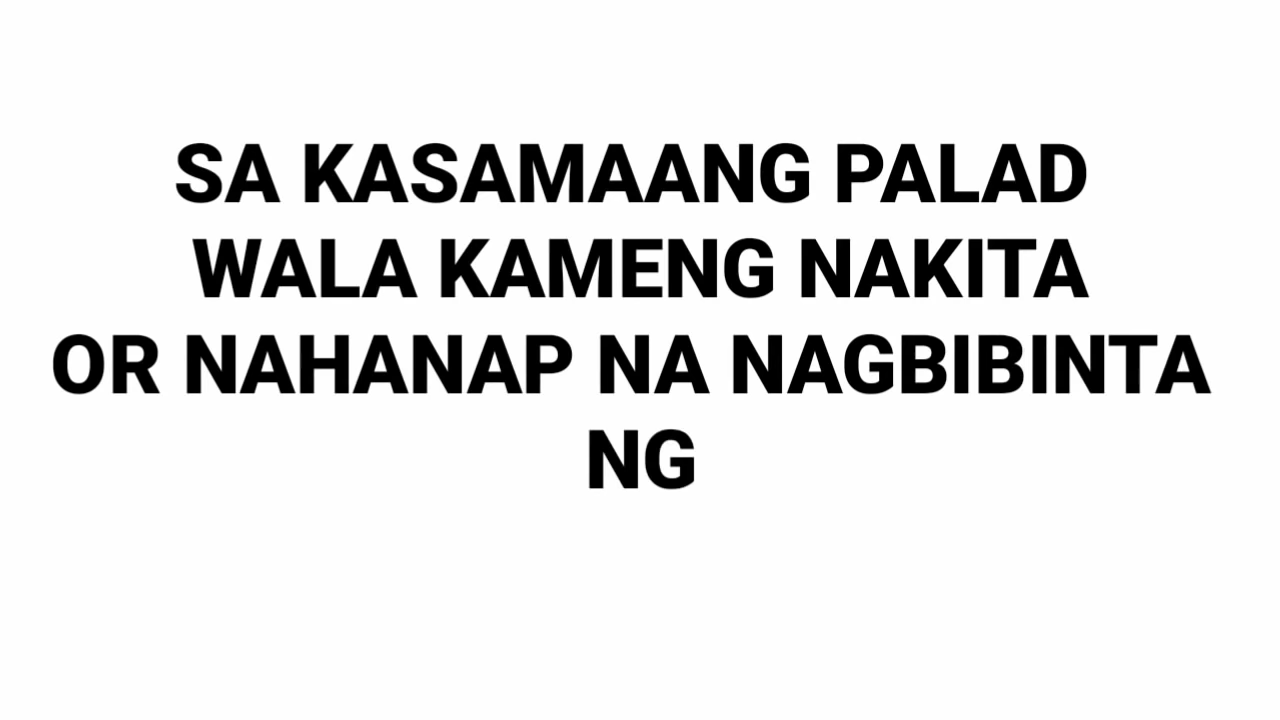 SA KASAMAANG PALAD
WALA KAMENG NAKITA
OR NAHANAP NA NAGBIBINTA
NG